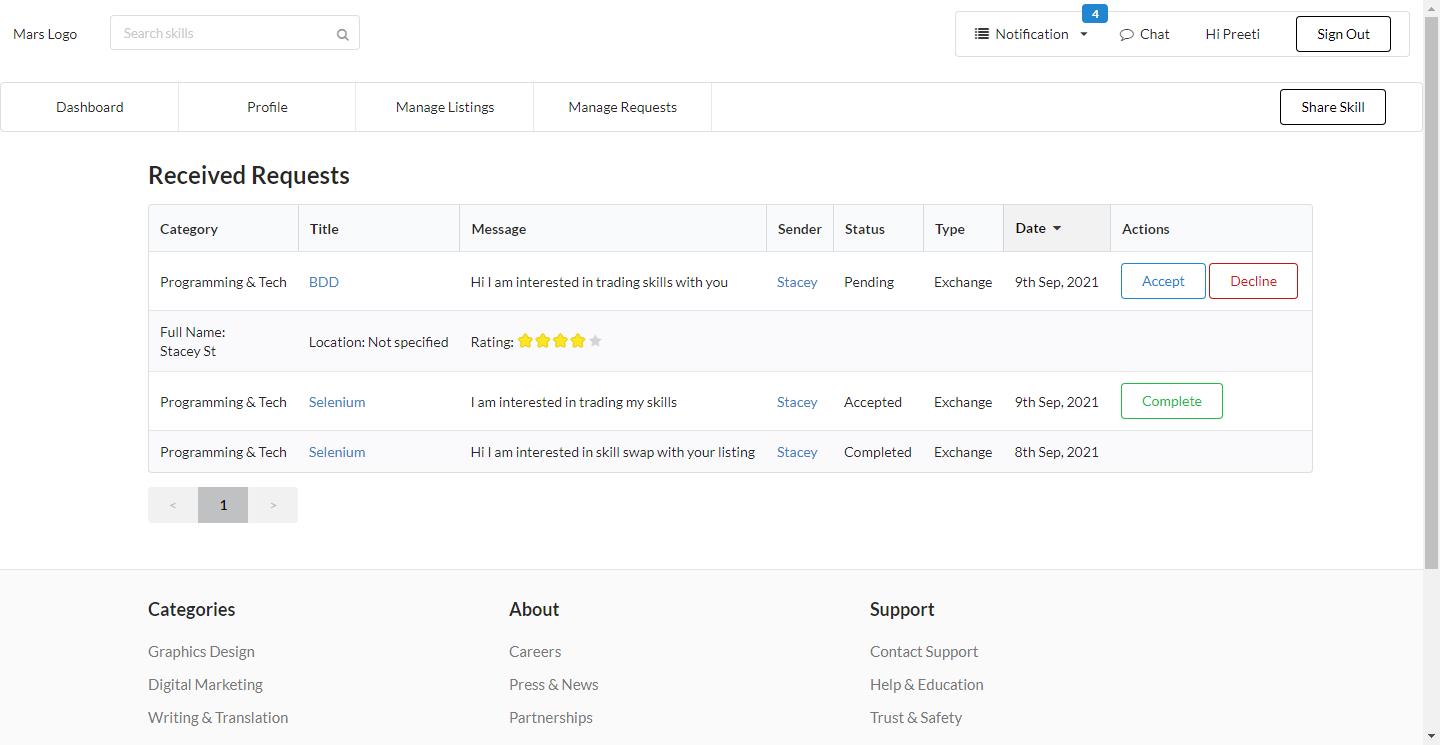 4
Mars Logo Search skills Notification Chat Hi Preeti Sign Out
Dashboard Profile Manage Listings Manage Requests Share Skill
Received Requests
Category Title Message Sender Status Type Date Actions
Programming & Tech BDD Hi I am interested in trading skills with you Stacey Pending Exchange 9th Sep, 2021 Accept Decline
Full Name:
Stacey St
Location: Not specified Rating:
Programming & Tech Selenium I am interested in trading my skills Stacey Accepted Exchange 9th Sep, 2021 Complete
Programming & Tech Selenium Hi I am interested in skill swap with your listing Stacey Completed Exchange 8th Sep, 2021
< 1 >
Categories About Support
Graphics Design Careers Contact Support
Digital Marketing Press & News Help & Education
Writing & Translation Partnerships Trust & Safety